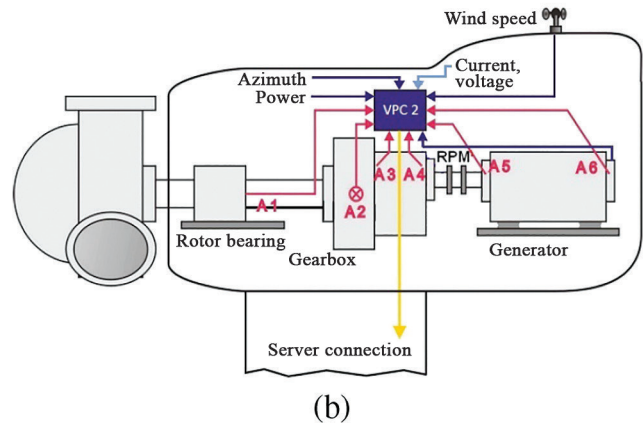 Wind speed
Azimuth
Current,
voltage
Power
VPC 2
RPM
A1
A2
A3
A4
A5
A6
Rotor bearing
Gearbox
Generator
Server connection
(b)